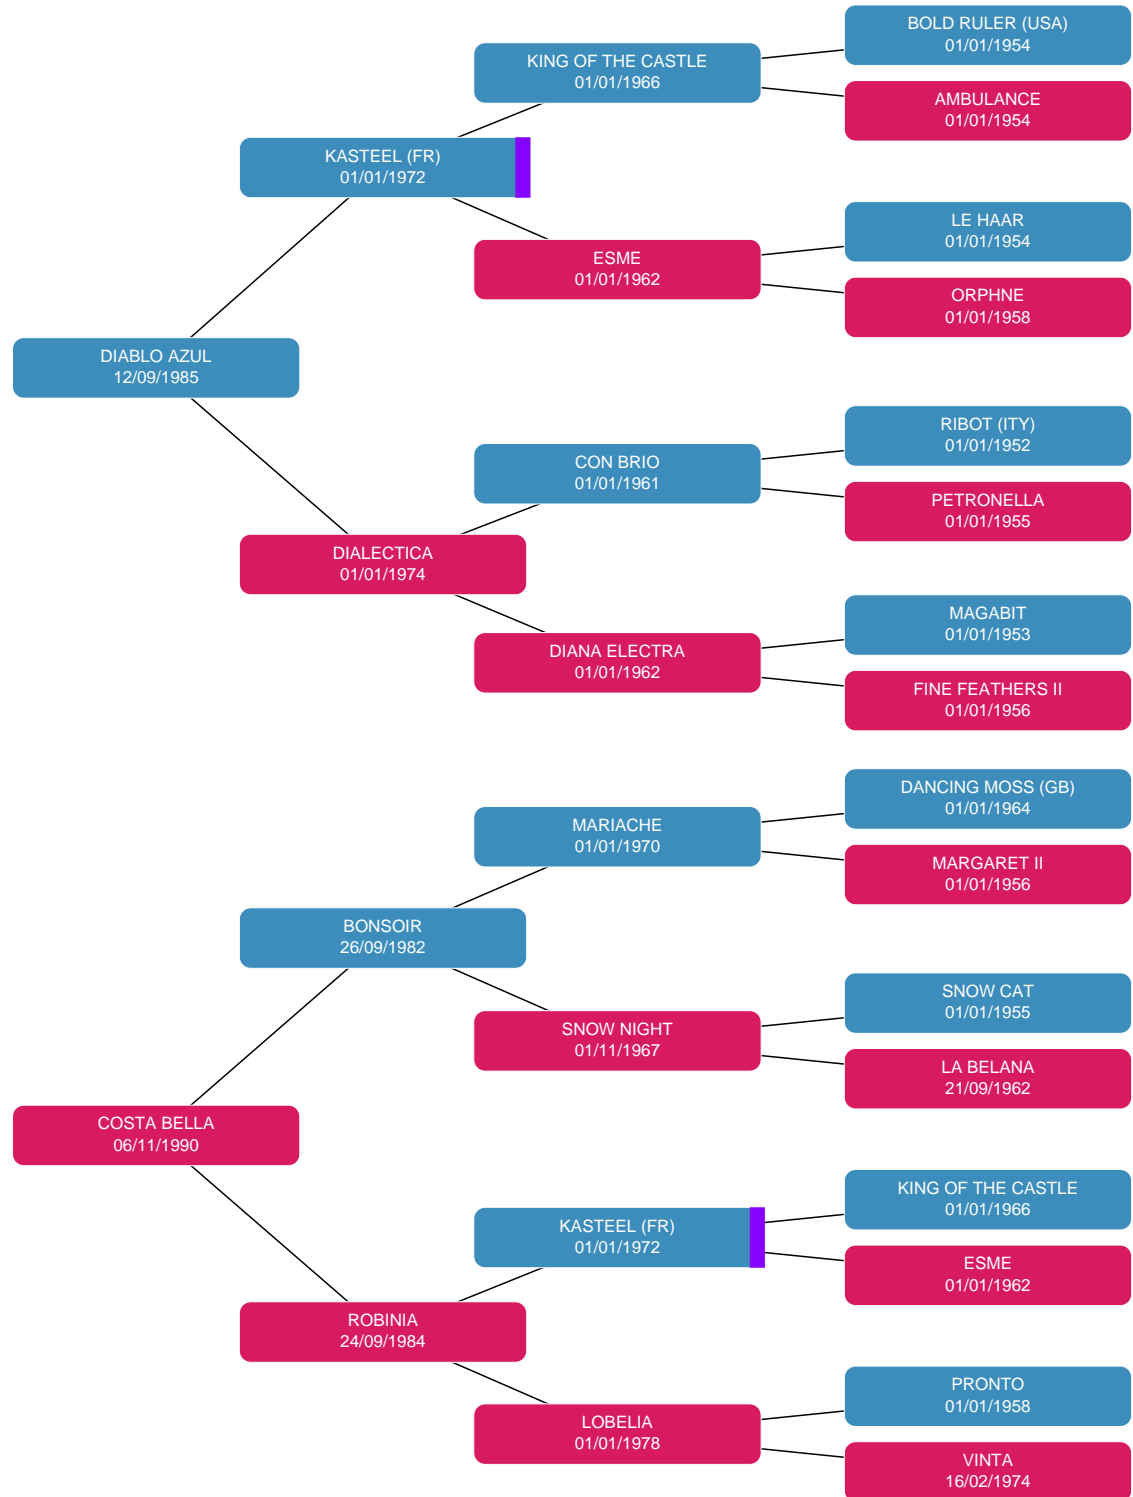 BOLD RULER (USA)
01/01/1954
KING OF THE CASTLE
01/01/1966
AMBULANCE
01/01/1954
KASTEEL (FR)
01/01/1972
LE HAAR
01/01/1954
ESME
01/01/1962
ORPHNE
01/01/1958
DIABLO AZUL
12/09/1985
RIBOT (ITY)
01/01/1952
CON BRIO
01/01/1961
PETRONELLA
01/01/1955
DIALECTICA
01/01/1974
MAGABIT
01/01/1953
DIANA ELECTRA
01/01/1962
FINE FEATHERS II
01/01/1956
DANCING MOSS (GB)
01/01/1964
MARIACHE
01/01/1970
MARGARET II
01/01/1956
BONSOIR
26/09/1982
SNOW CAT
01/01/1955
SNOW NIGHT
01/11/1967
LA BELANA
21/09/1962
COSTA BELLA
06/11/1990
KING OF THE CASTLE
01/01/1966
KASTEEL (FR)
01/01/1972
ESME
01/01/1962
ROBINIA
24/09/1984
PRONTO
01/01/1958
LOBELIA
01/01/1978
VINTA
16/02/1974